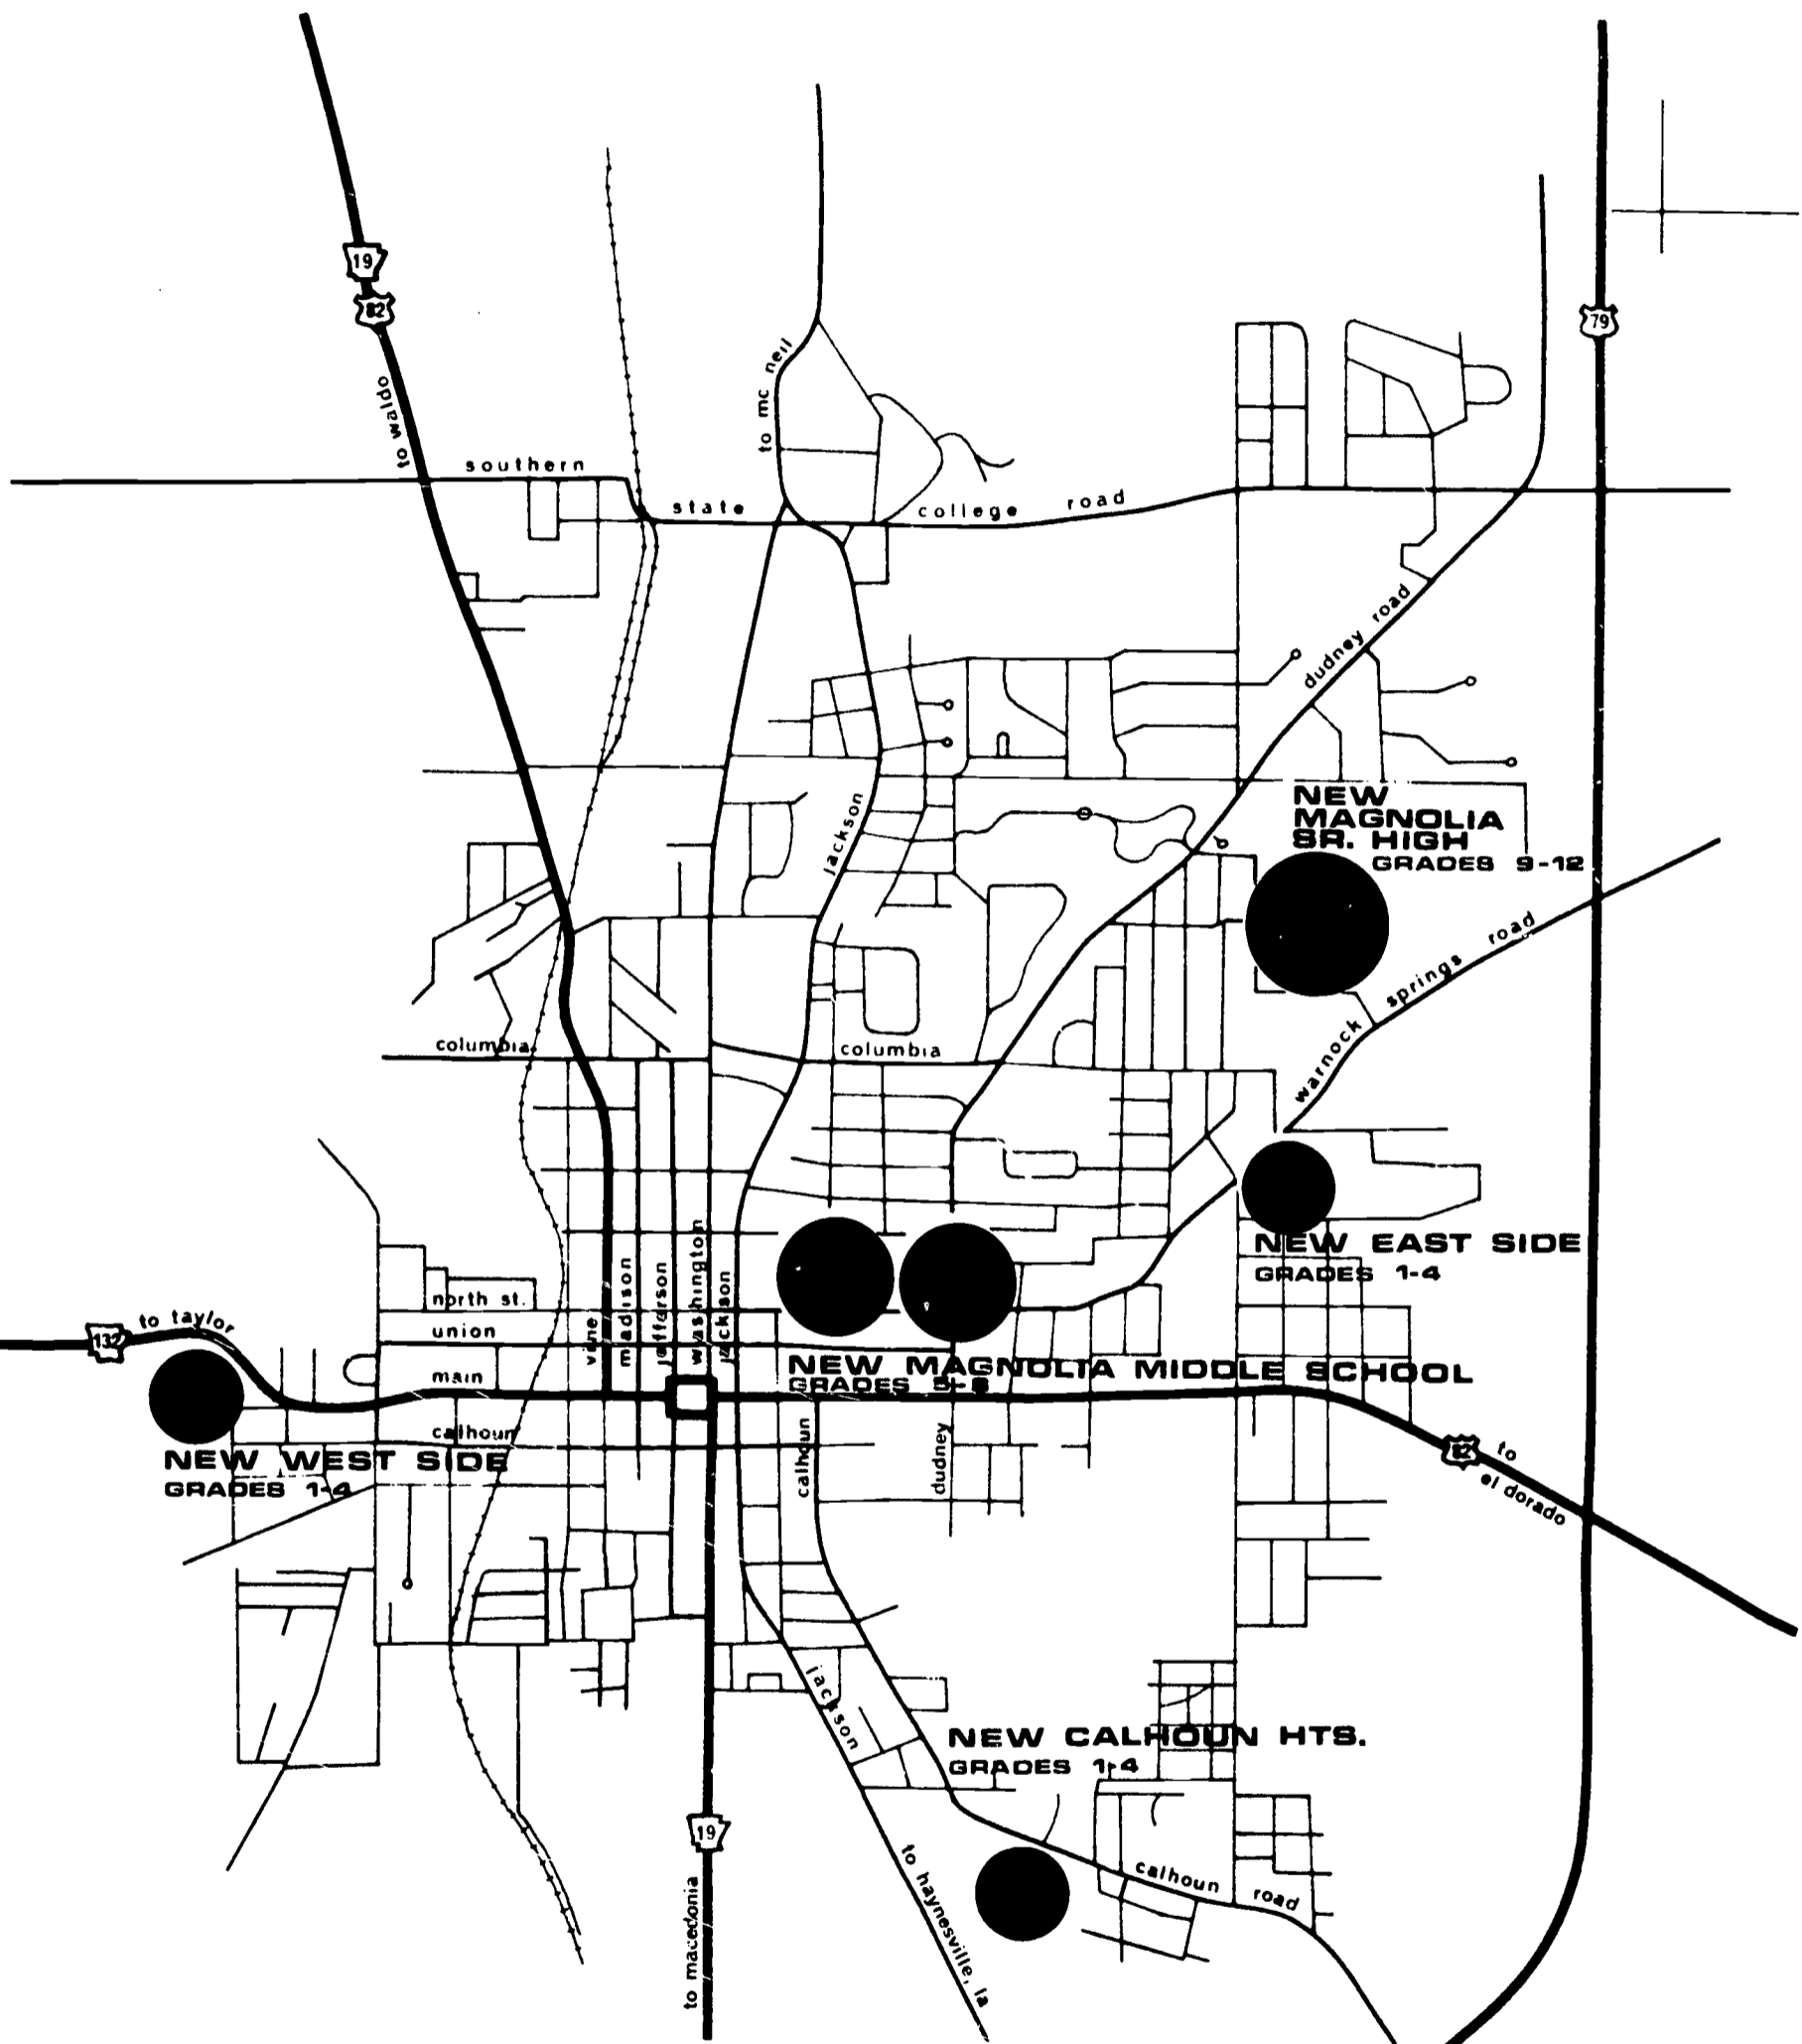 19
82
79
to waldo
to mc neil
southern
state
college
road
dudney road
NEW
MAGNOLIA
SR. HIGH
GRADES 9-12
jackson
warnock springs road
columbia
columbia
NEW EAST SIDE
GRADES 1-4
vine
madison
jefferson
washington
jackson
north st.
union
main
calhoun
132
to taylor
NEW MAGNOLIA MIDDLE SCHOOL
GRADES 5-8
NEW WEST SIDE
GRADES 1-4
calhoun
dudney
82
to
el dorado
jackson
NEW CALHOUN HTS.
GRADES 1-4
19
to macedonia
to haynesville, la
calhoun road